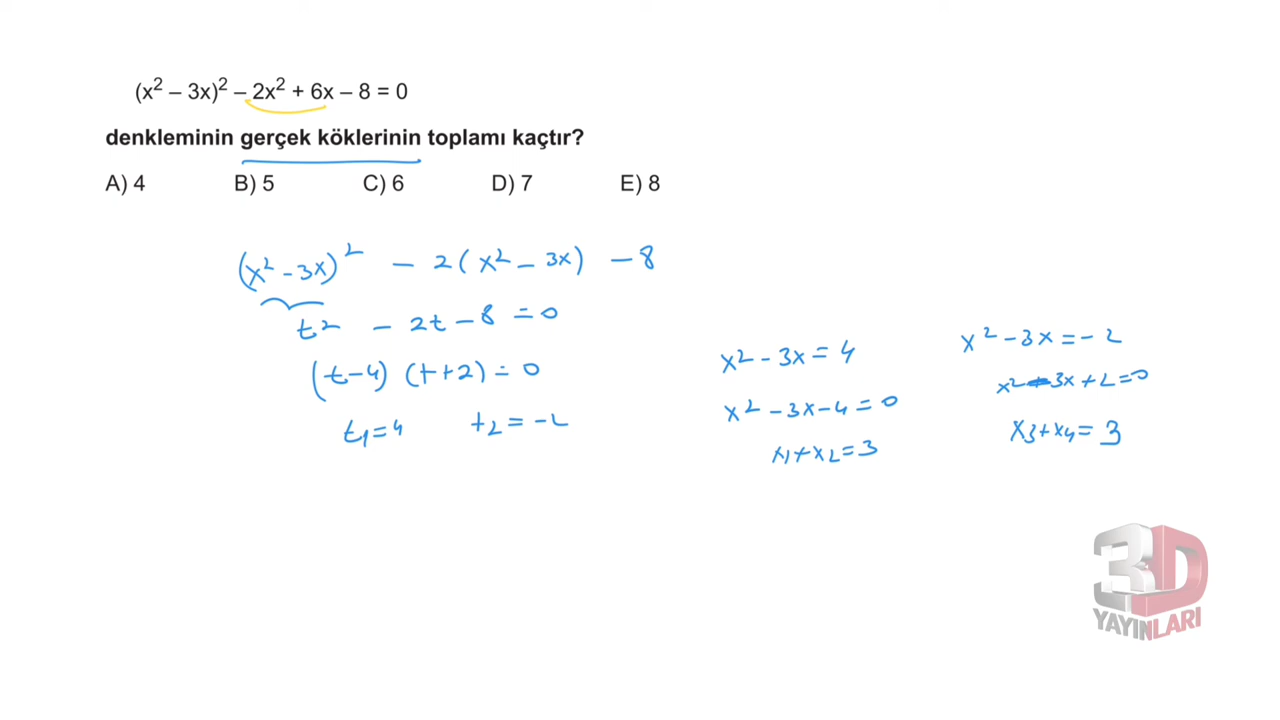 (x² – 3x)² – 2x² + 6x – 8 = 0
denkleminin gerçek köklerinin toplamı kaçtır?
A) 4 B) 5 C) 6 D) 7 E) 8
(x² – 3x)² – 2(x² – 3x) – 8
t² – 2t – 8 = 0
(t – 4) (t + 2) = 0
t₁ = 4 t₂ = –2
x² – 3x = 4
x² – 3x – 4 = 0
x₁ + x₂ = 3
x² – 3x = –2
x² – 3x + 2 = 0
x₃ + x₄ = 3
3D
YAYINLARI